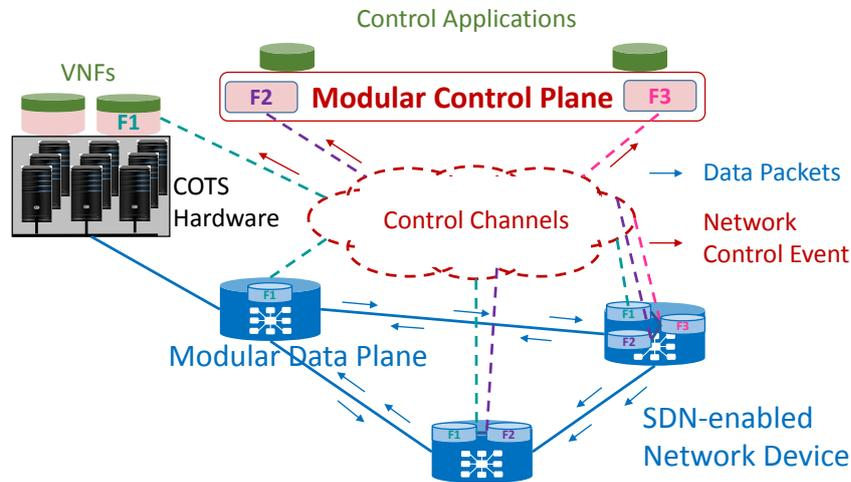 Control Applications
VNFs
F2
Modular Control Plane
F3
F1
COTS
Hardware
Control Channels
Data Packets
Network
Control Event
F1
F1
F3
F2
Modular Data Plane
SDN-enabled
Network Device
F1
F2